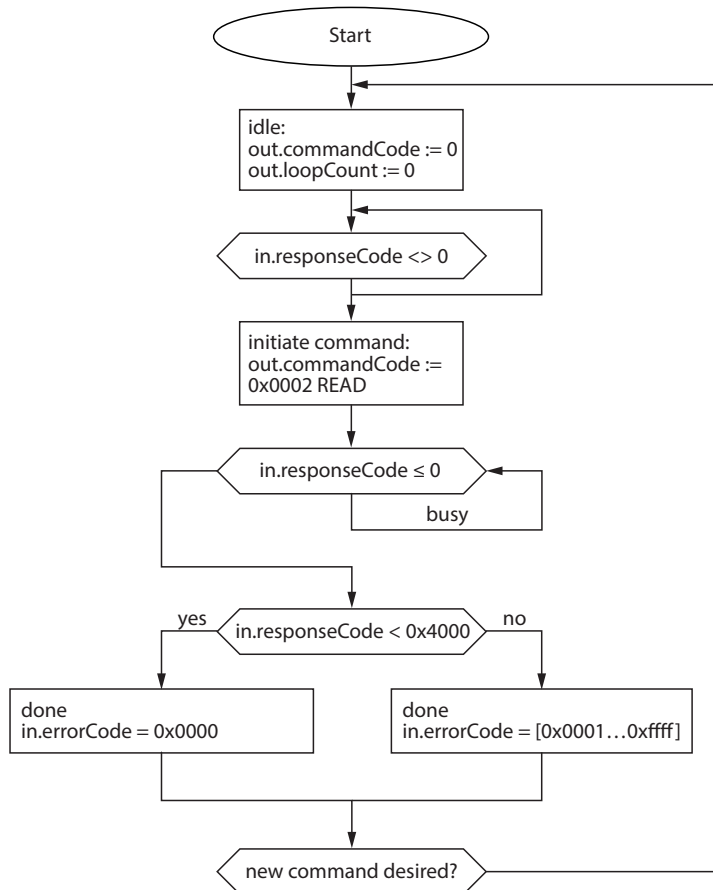 Start
idle:
out.commandCode := 0
out.loopCount := 0
in.responseCode <> 0
initiate command:
out.commandCode :=
0x0002 READ
in.responseCode ≤ 0
busy
yes
in.responseCode < 0x4000
no
done
in.errorCode = 0x0000
done
in.errorCode = [0x0001…0xffff]
new command desired?